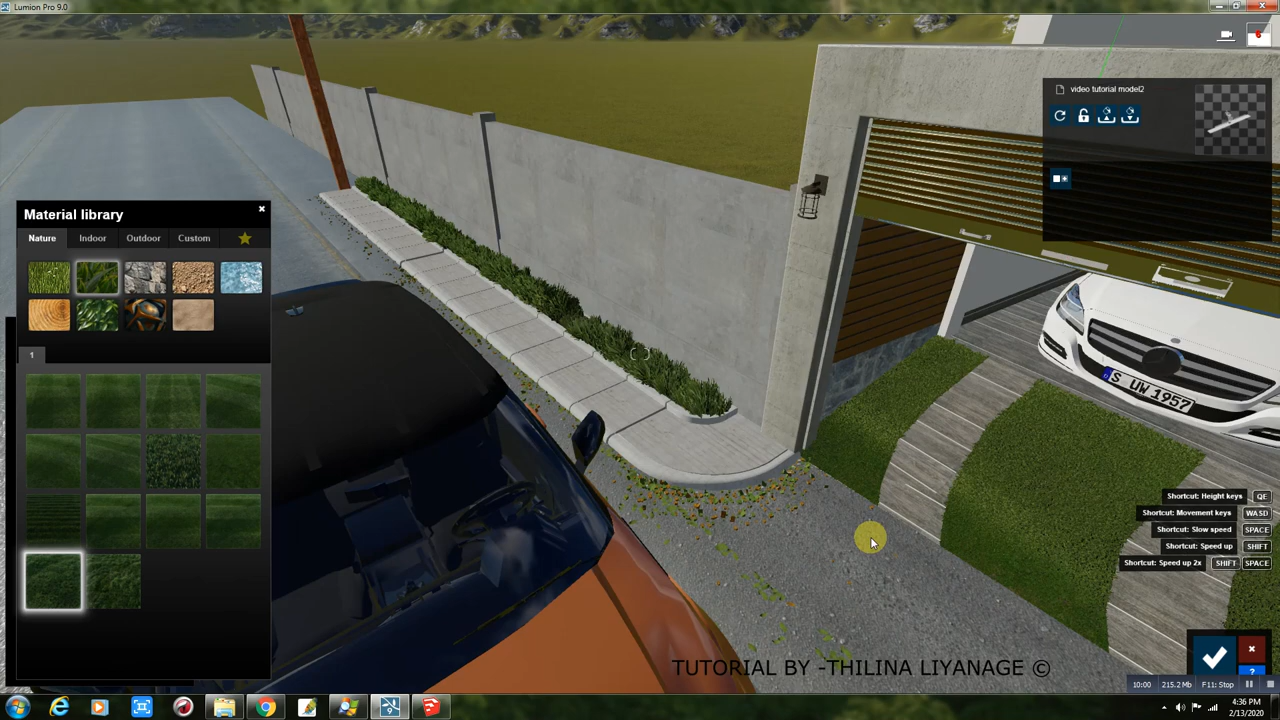 Lumion Pro 9.0
6
video tutorial model2
Material library
Nature Indoor Outdoor Custom
1
S UW 1957
Shortcut: Height keys QE
Shortcut: Movement keys WASD
Shortcut: Slow speed SPACE
Shortcut: Speed up SHIFT
Shortcut: Speed up 2x SHIFT SPACE
TUTORIAL BY -THILINA LIYANAGE ©
?
10:00 215.2 Mb F11: Stop
9
4:36 PM
2/13/2020